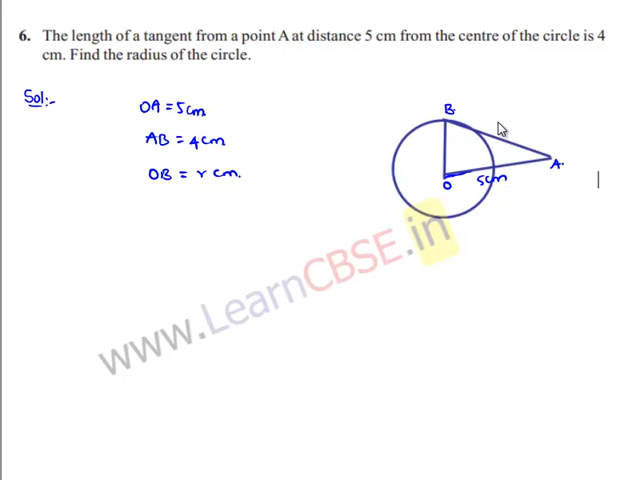 6. The length of a tangent from a point A at distance 5 cm from the centre of the circle is 4
cm. Find the radius of the circle.
Sol:-
OA = 5cm
AB = 4cm
OB = r cm.
B
A.
O
5cm
www.LearnCBSE.in